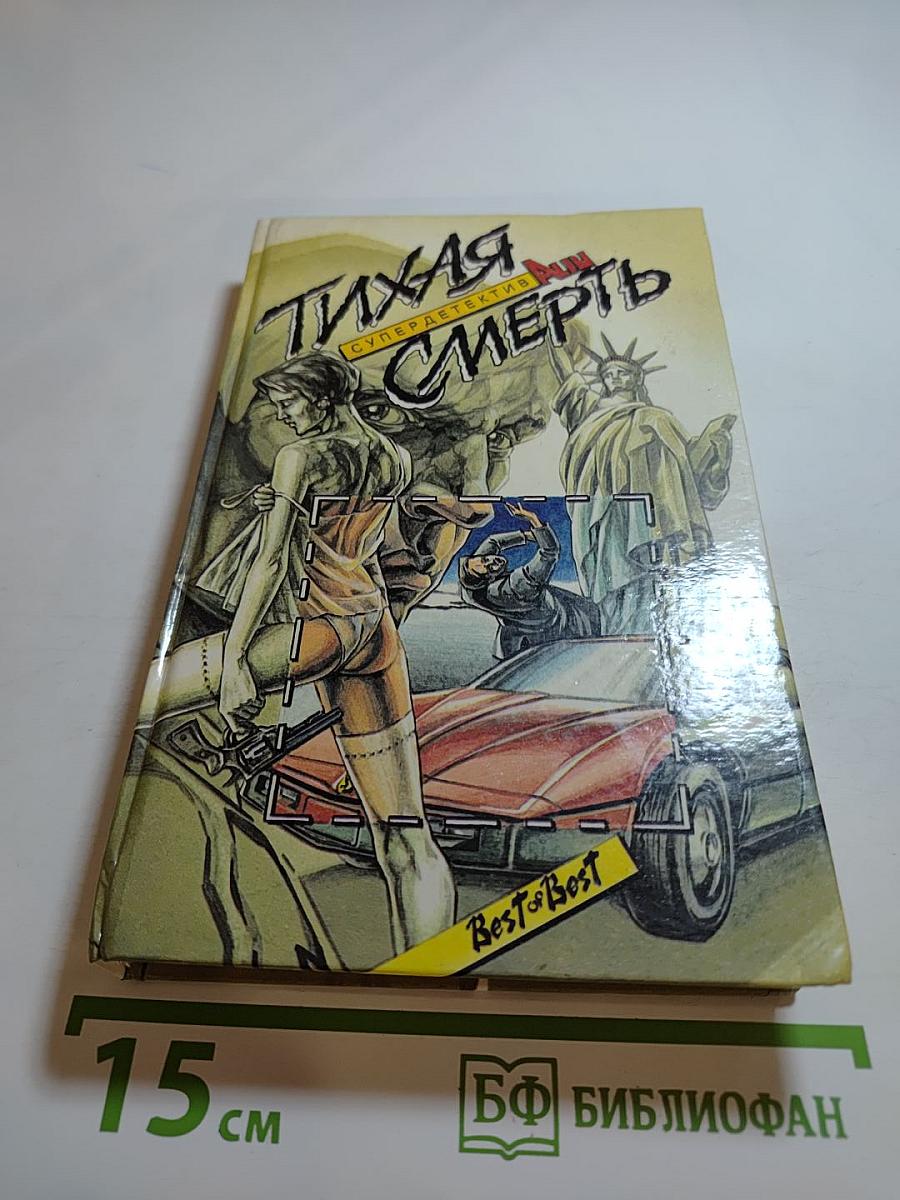 ТИХАЯ
СУПЕРДЕТЕКТИВ
СМЕРТЬ
Best of Best
15 см
БФ БИБЛИОФАН